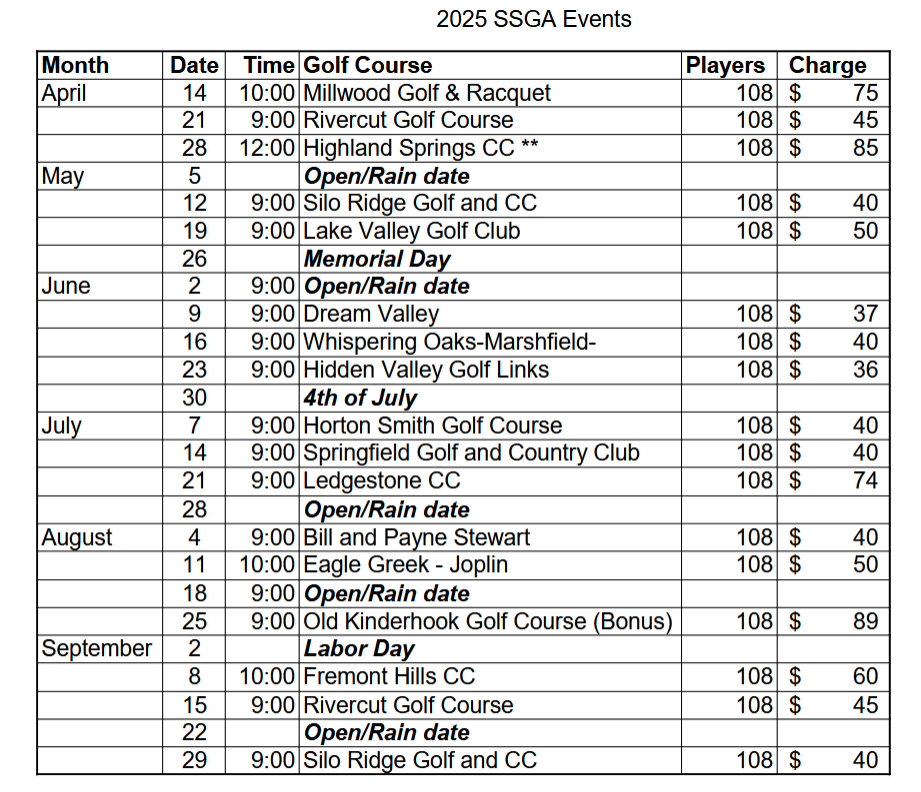 2025 SSGA Events
Month Date Time Golf Course Players Charge
April 14 10:00 Millwood Golf & Racquet 108 $ 75
21 9:00 Rivercut Golf Course 108 $ 45
28 12:00 Highland Springs CC ** 108 $ 85
May 5 Open/Rain date
12 9:00 Silo Ridge Golf and CC 108 $ 40
19 9:00 Lake Valley Golf Club 108 $ 50
26 Memorial Day
June 2 9:00 Open/Rain date
9 9:00 Dream Valley 108 $ 37
16 9:00 Whispering Oaks-Marshfield- 108 $ 40
23 9:00 Hidden Valley Golf Links 108 $ 36
30 4th of July
July 7 9:00 Horton Smith Golf Course 108 $ 40
14 9:00 Springfield Golf and Country Club 108 $ 40
21 9:00 Ledgestone CC 108 $ 74
28 Open/Rain date
August 4 9:00 Bill and Payne Stewart 108 $ 40
11 10:00 Eagle Greek - Joplin 108 $ 50
18 9:00 Open/Rain date
25 9:00 Old Kinderhook Golf Course (Bonus) 108 $ 89
September 2 Labor Day
8 10:00 Fremont Hills CC 108 $ 60
15 9:00 Rivercut Golf Course 108 $ 45
22 Open/Rain date
29 9:00 Silo Ridge Golf and CC 108 $ 40